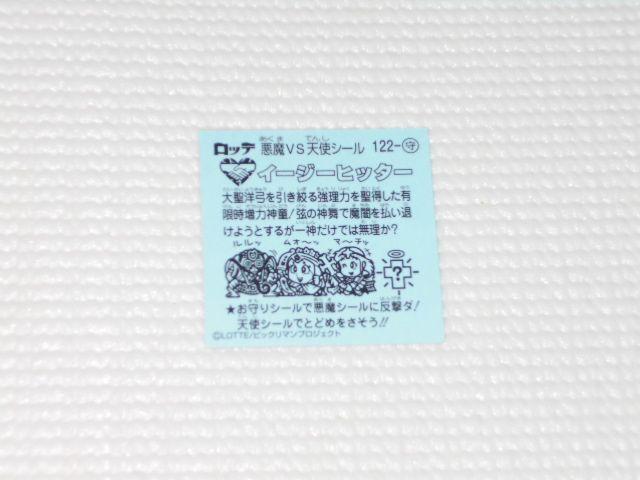 ロッテ 悪魔VS天使シール 122-守
イージーヒッター
大聖洋弓を引き絞る強理力を聖得した有
限時増力神童!弦の神舞で魔闇を払い退
けようとするが一神だけでは無理か?
ルルッ ムォ〜ッ マ〜チッ
?
★お守りシールで悪魔シールに反撃ダ!
天使シールでとどめをさそう!!
©LOTTE/ビックリマンプロジェクト